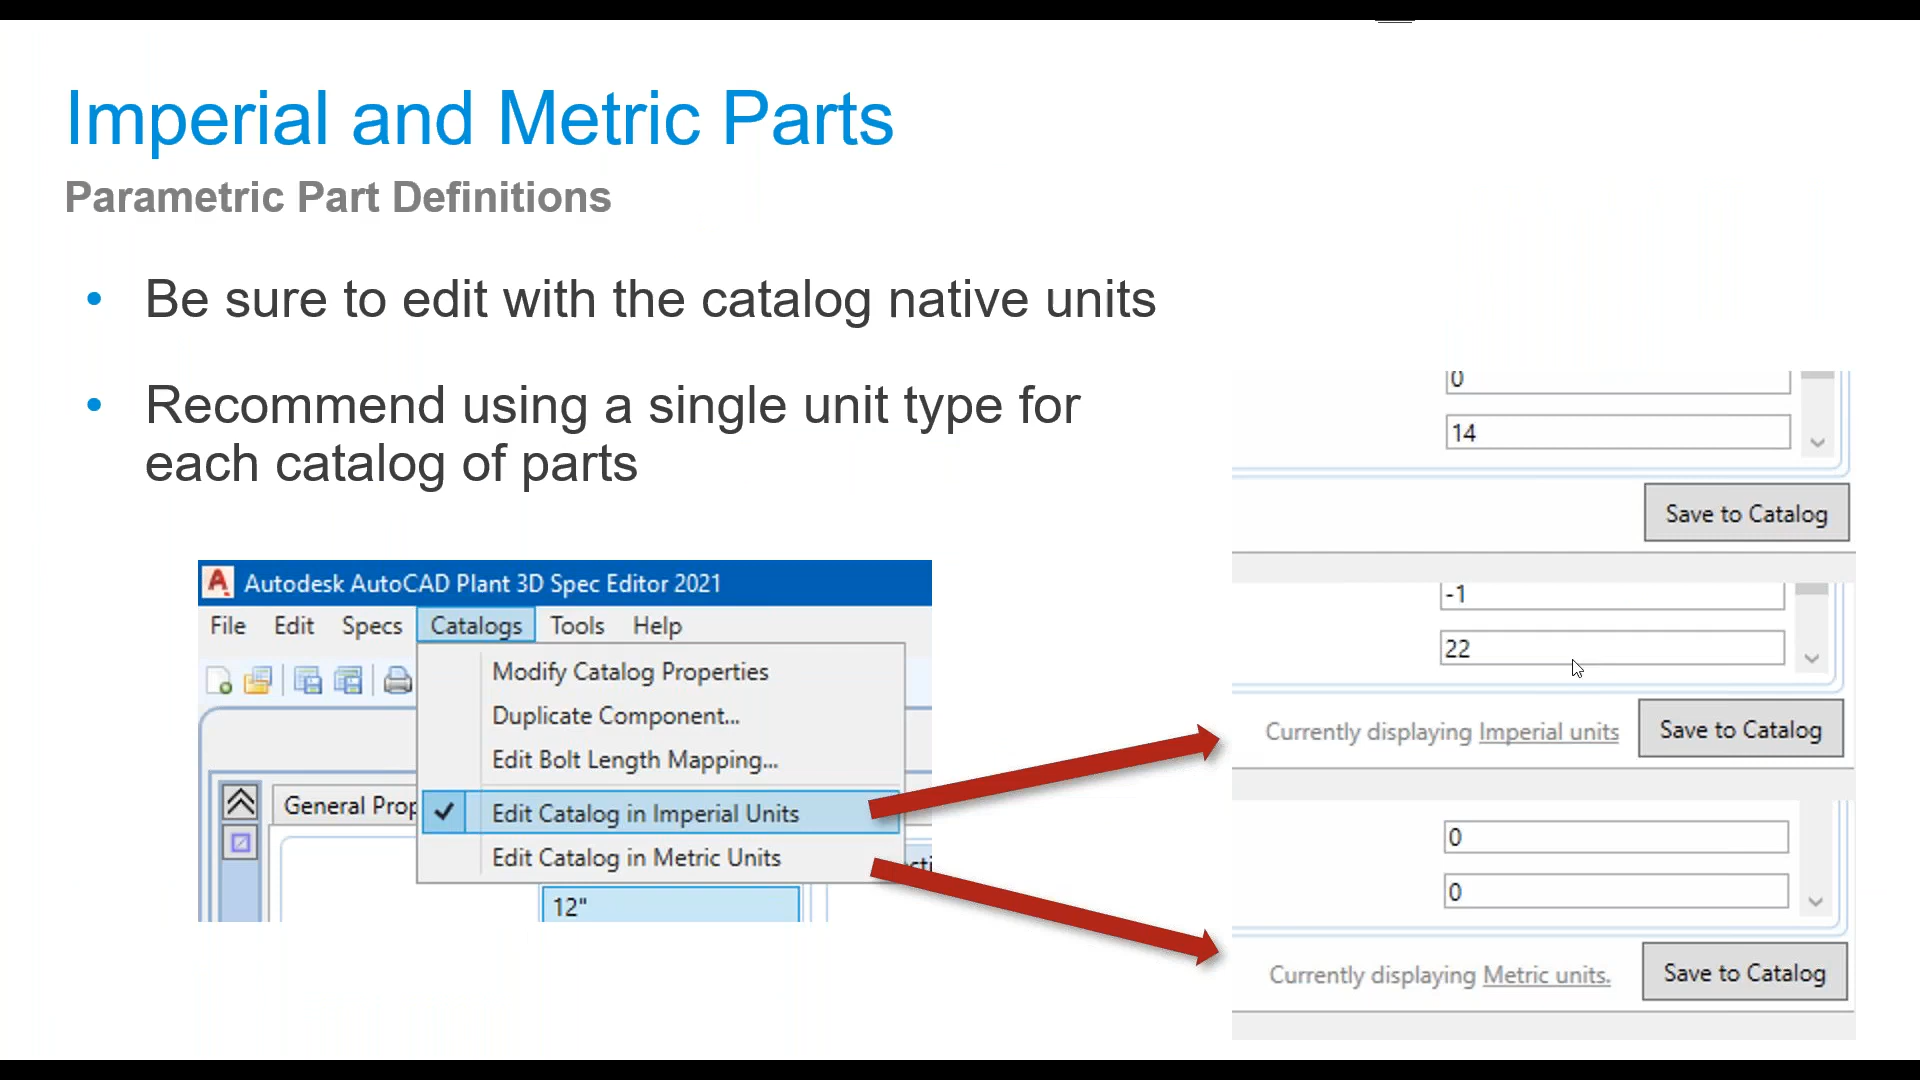 Imperial and Metric Parts
Parametric Part Definitions
• Be sure to edit with the catalog native units
• Recommend using a single unit type for
each catalog of parts
Autodesk AutoCAD Plant 3D Spec Editor 2021
File Edit Specs Catalogs Tools Help
Modify Catalog Properties
Duplicate Component...
Edit Bolt Length Mapping...
General Prop
Edit Catalog in Imperial Units
Edit Catalog in Metric Units
12"
0
14
Save to Catalog
-1
22
Currently displaying Imperial units
Save to Catalog
0
0
Currently displaying Metric units.
Save to Catalog